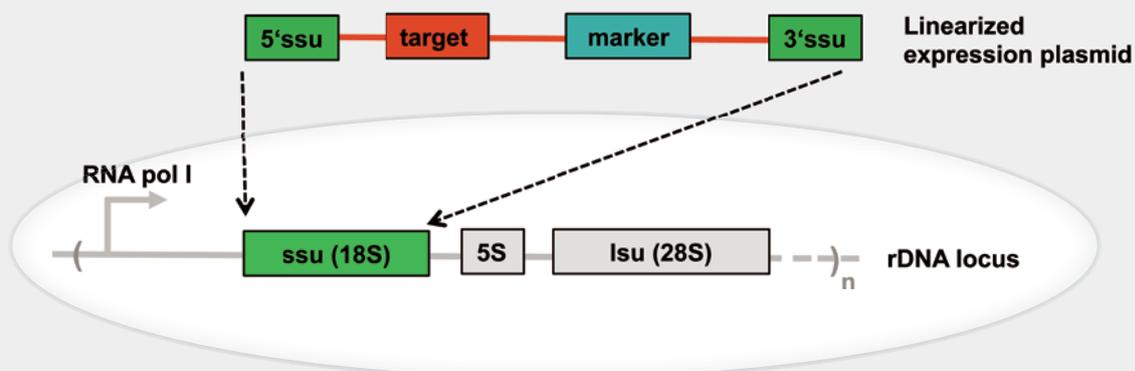 5‘ssu target marker 3‘ssu
Linearized
expression plasmid
RNA pol I
ssu (18S) 5S lsu (28S)
( ) n
rDNA locus